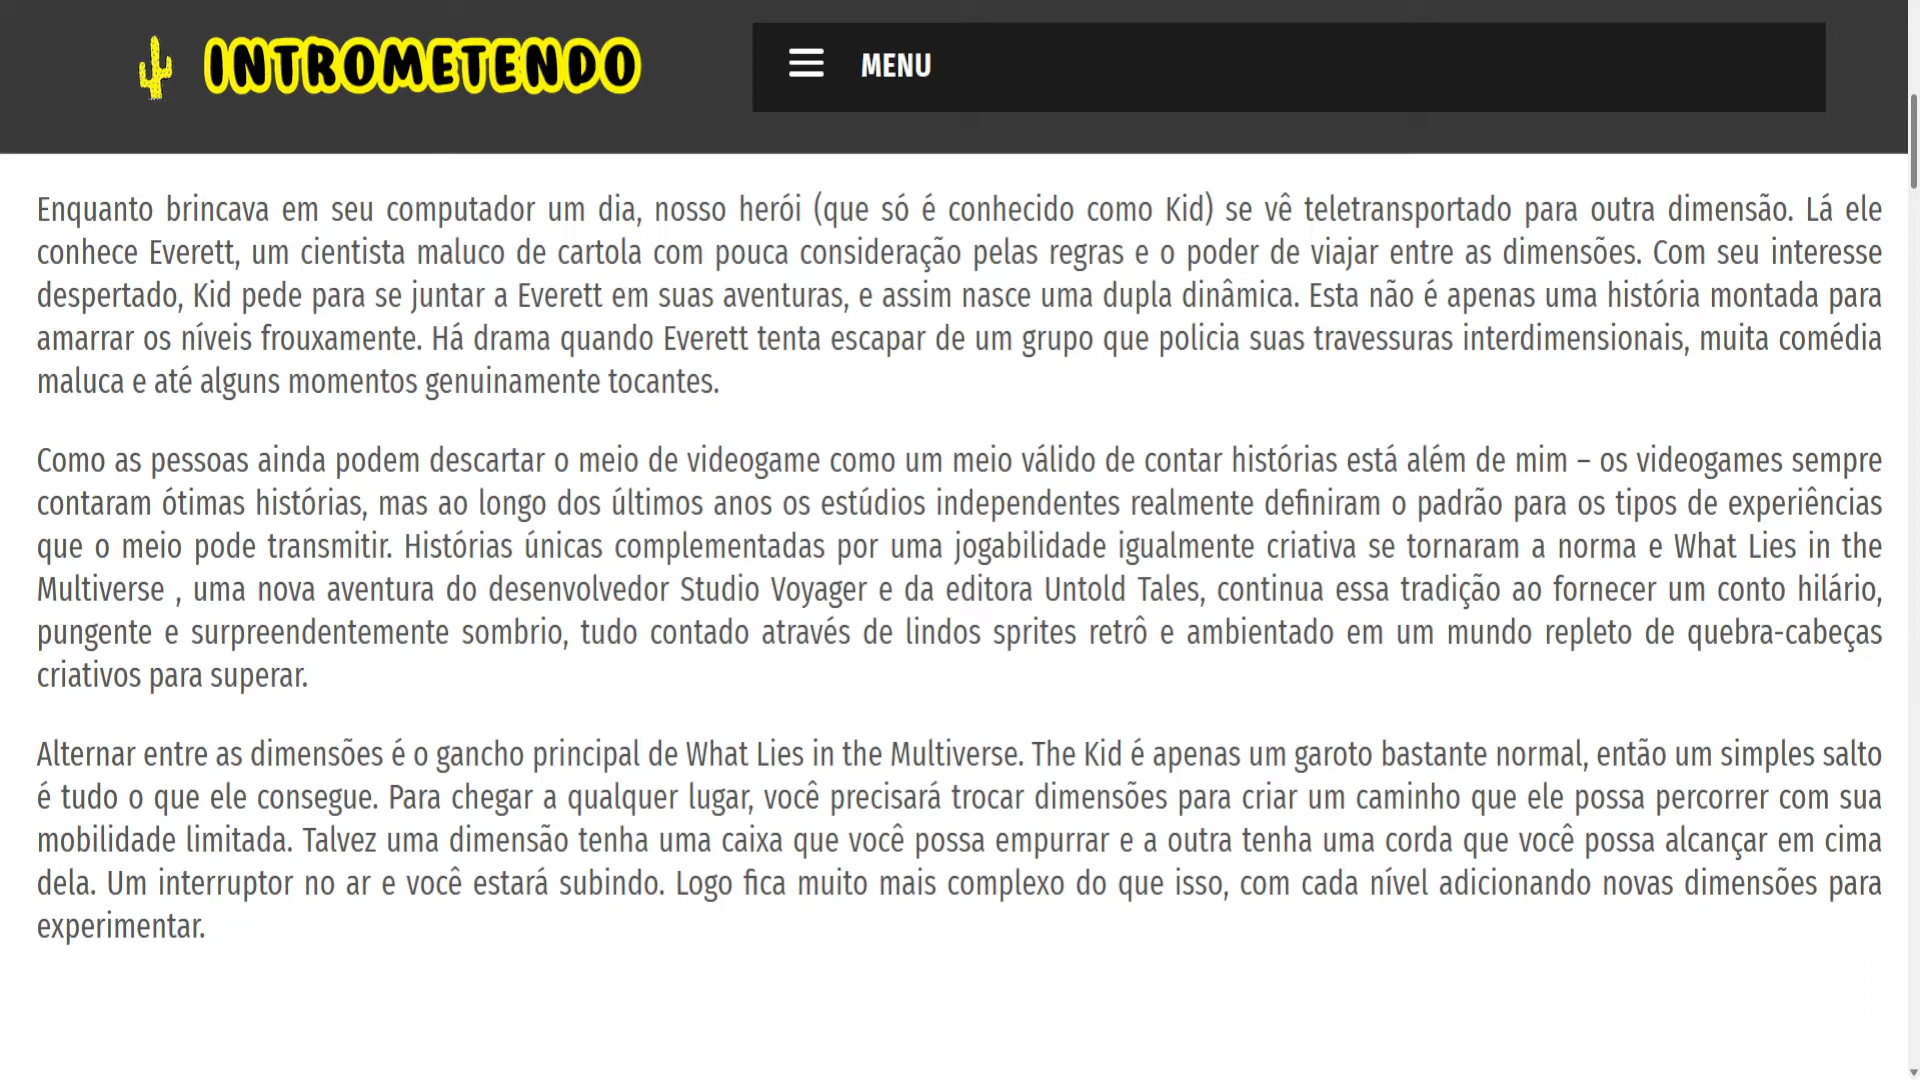 INTROMETENDO
MENU
Enquanto brincava em seu computador um dia, nosso herói (que só é conhecido como Kid) se vê teletransportado para outra dimensão. Lá ele
conhece Everett, um cientista maluco de cartola com pouca consideração pelas regras e o poder de viajar entre as dimensões. Com seu interesse
despertado, Kid pede para se juntar a Everett em suas aventuras, e assim nasce uma dupla dinâmica. Esta não é apenas uma história montada para
amarrar os níveis frouxamente. Há drama quando Everett tenta escapar de um grupo que policia suas travessuras interdimensionais, muita comédia
maluca e até alguns momentos genuinamente tocantes.
Como as pessoas ainda podem descartar o meio de videogame como um meio válido de contar histórias está além de mim – os videogames sempre
contaram ótimas histórias, mas ao longo dos últimos anos os estúdios independentes realmente definiram o padrão para os tipos de experiências
que o meio pode transmitir. Histórias únicas complementadas por uma jogabilidade igualmente criativa se tornaram a norma e What Lies in the
Multiverse , uma nova aventura do desenvolvedor Studio Voyager e da editora Untold Tales, continua essa tradição ao fornecer um conto hilário,
pungente e surpreendentemente sombrio, tudo contado através de lindos sprites retrô e ambientado em um mundo repleto de quebra-cabeças
criativos para superar.
Alternar entre as dimensões é o gancho principal de What Lies in the Multiverse. The Kid é apenas um garoto bastante normal, então um simples salto
é tudo o que ele consegue. Para chegar a qualquer lugar, você precisará trocar dimensões para criar um caminho que ele possa percorrer com sua
mobilidade limitada. Talvez uma dimensão tenha uma caixa que você possa empurrar e a outra tenha uma corda que você possa alcançar em cima
dela. Um interruptor no ar e você estará subindo. Logo fica muito mais complexo do que isso, com cada nível adicionando novas dimensões para
experimentar.